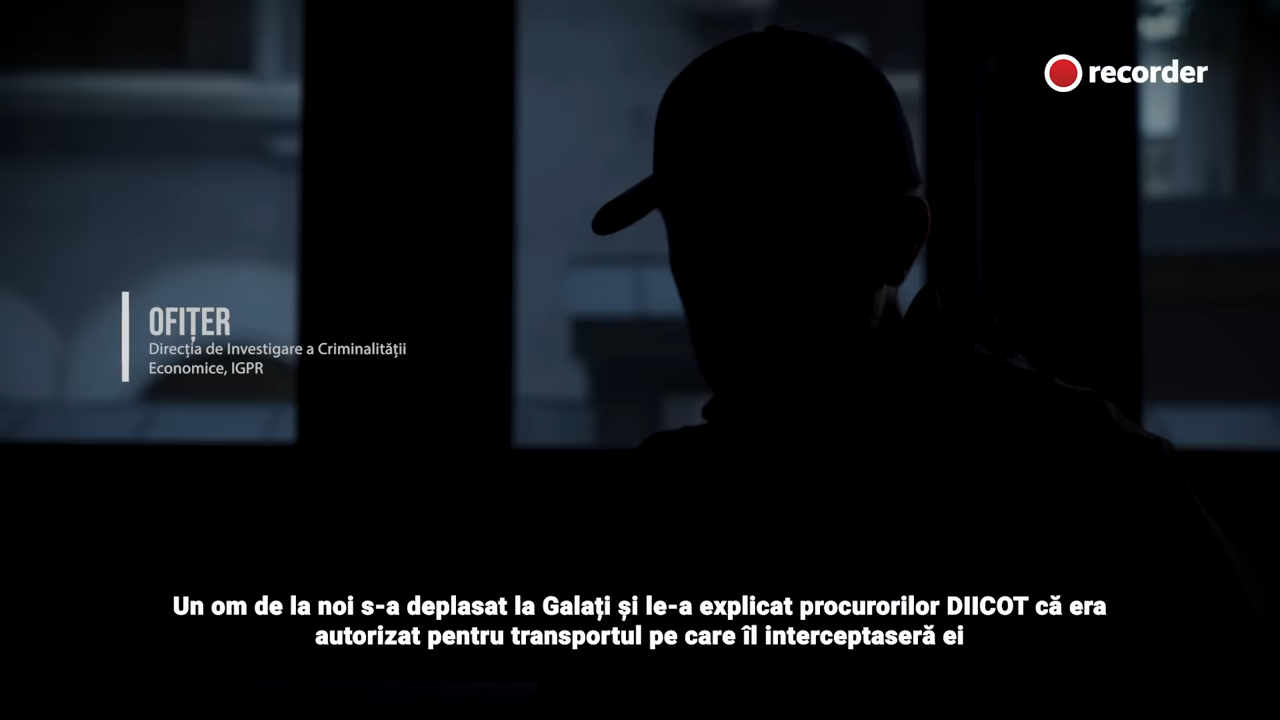 recorder
OFIȚER
Direcția de Investigare a Criminalității
Economice, IGPR
Un om de la noi s-a deplasat la Galați și le-a explicat procurorilor DIICOT că era
autorizat pentru transportul pe care îl interceptaseră ei